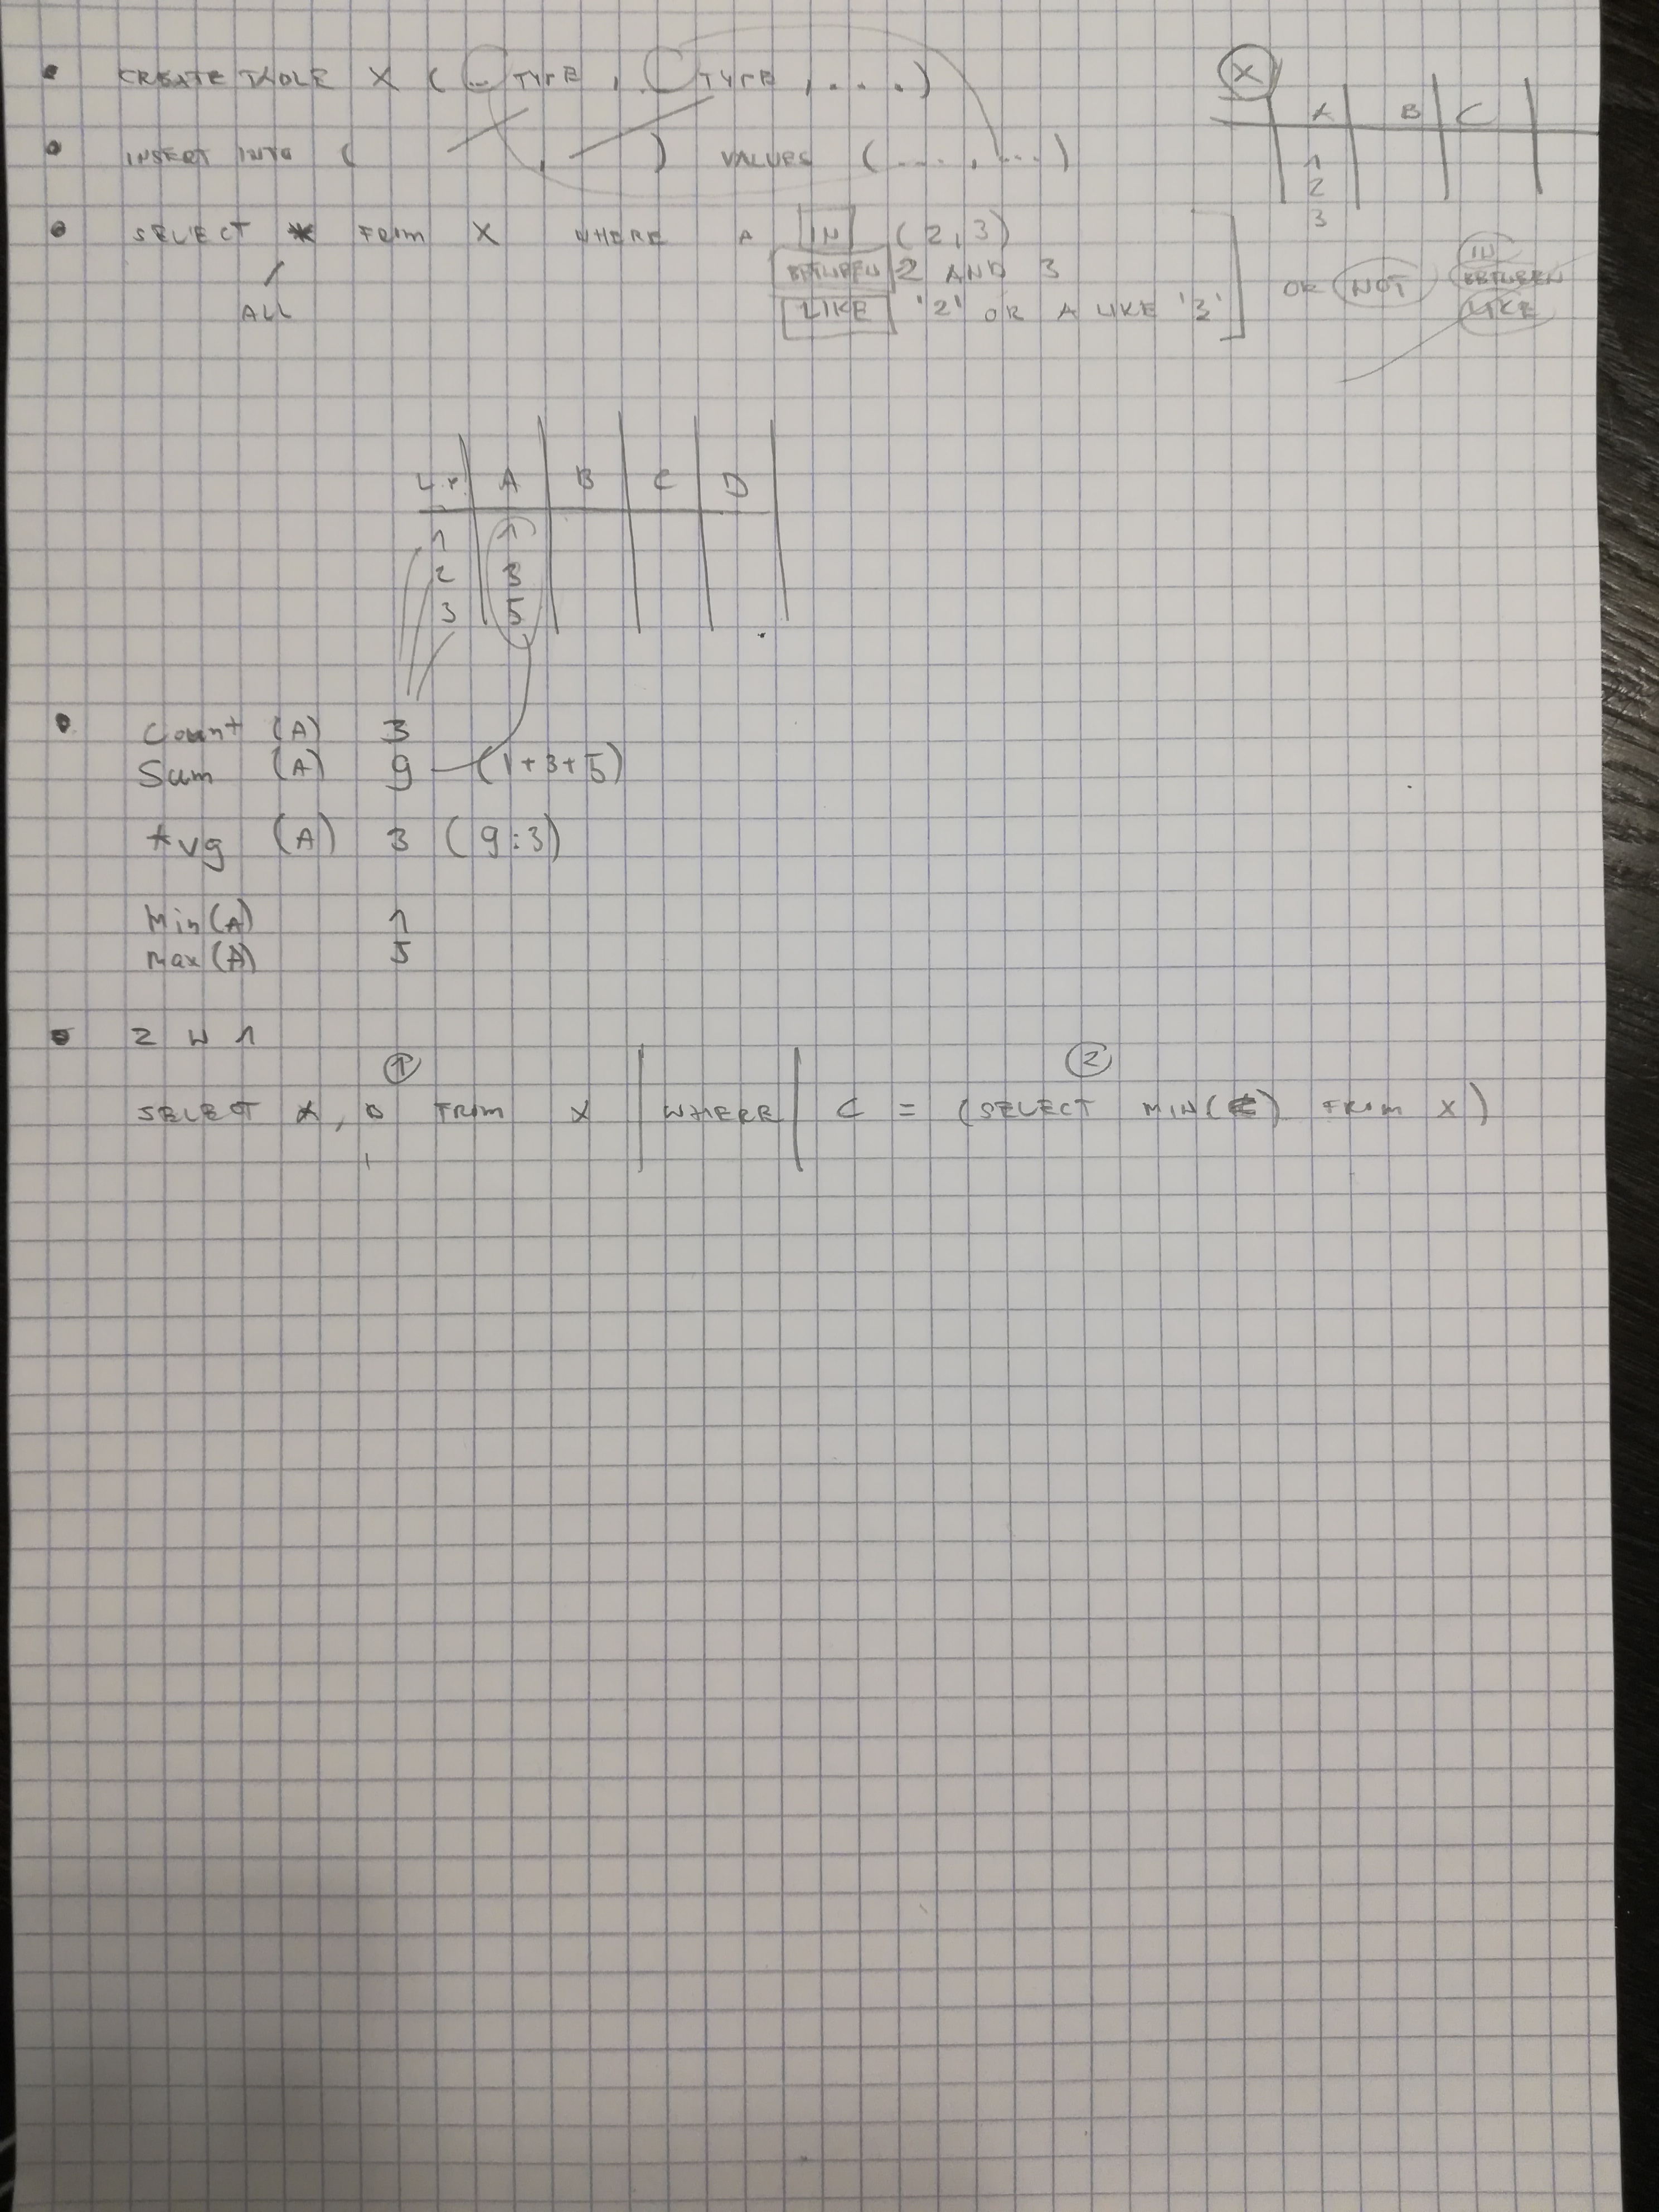 CREATE TABLE X ( ... TYPE , TYPE , .... )
X
A B C
1
2
3
INSERT INTO ( , ) VALUES ( .... , .... )
SELECT * FROM X WHERE A IN (2,3)
BETWEEN 2 AND 3
LIKE '2' OR A LIKE '3'
ALL
OR NOT
IN
BETWEEN
LIKE
L.p. A B C D
1 1
2 3
3 5
Count (A) 3
Sum (A) 9 (1+3+5)
Avg (A) 3 (9:3)
Min (A) 1
Max (A) 5
2 W 1
1 2
SELECT A, B FROM X WHERE C = (SELECT MIN(C) FROM X)